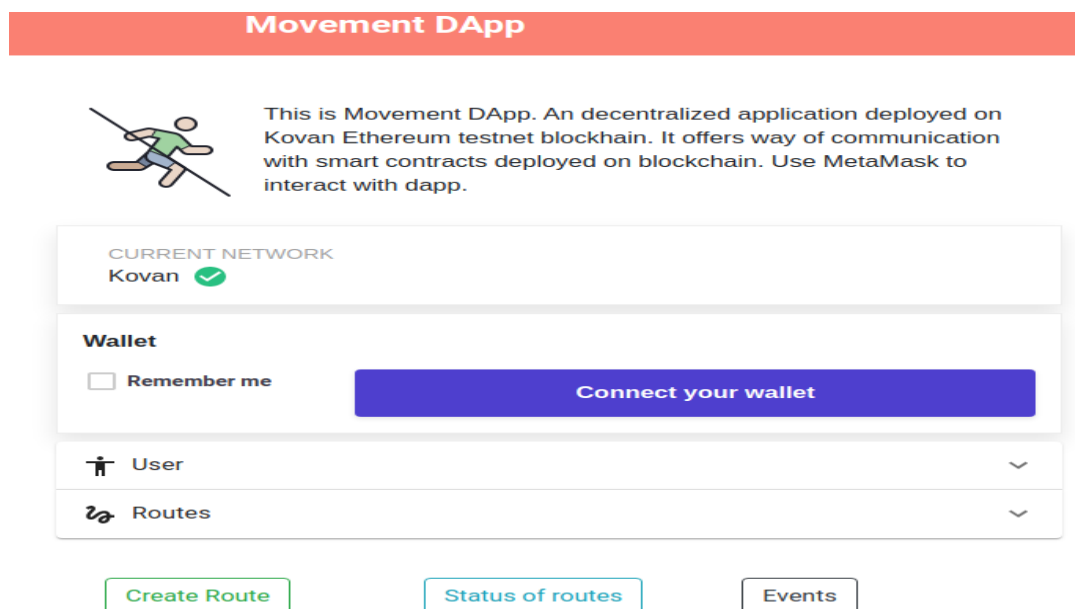 Movement DApp
This is Movement DApp. An decentralized application deployed on
Kovan Ethereum testnet blockhain. It offers way of communication
with smart contracts deployed on blockchain. Use MetaMask to
interact with dapp.
CURRENT NETWORK
Kovan
Wallet
Remember me
Connect your wallet
User
Routes
Create Route
Status of routes
Events